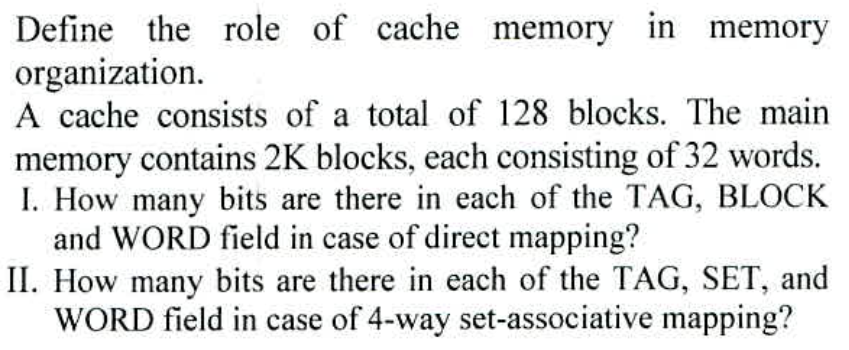 Define the role of cache memory in memory
organization.
A cache consists of a total of 128 blocks. The main
memory contains 2K blocks, each consisting of 32 words.
I. How many bits are there in each of the TAG, BLOCK
and WORD field in case of direct mapping?
II. How many bits are there in each of the TAG, SET, and
WORD field in case of 4-way set-associative mapping?